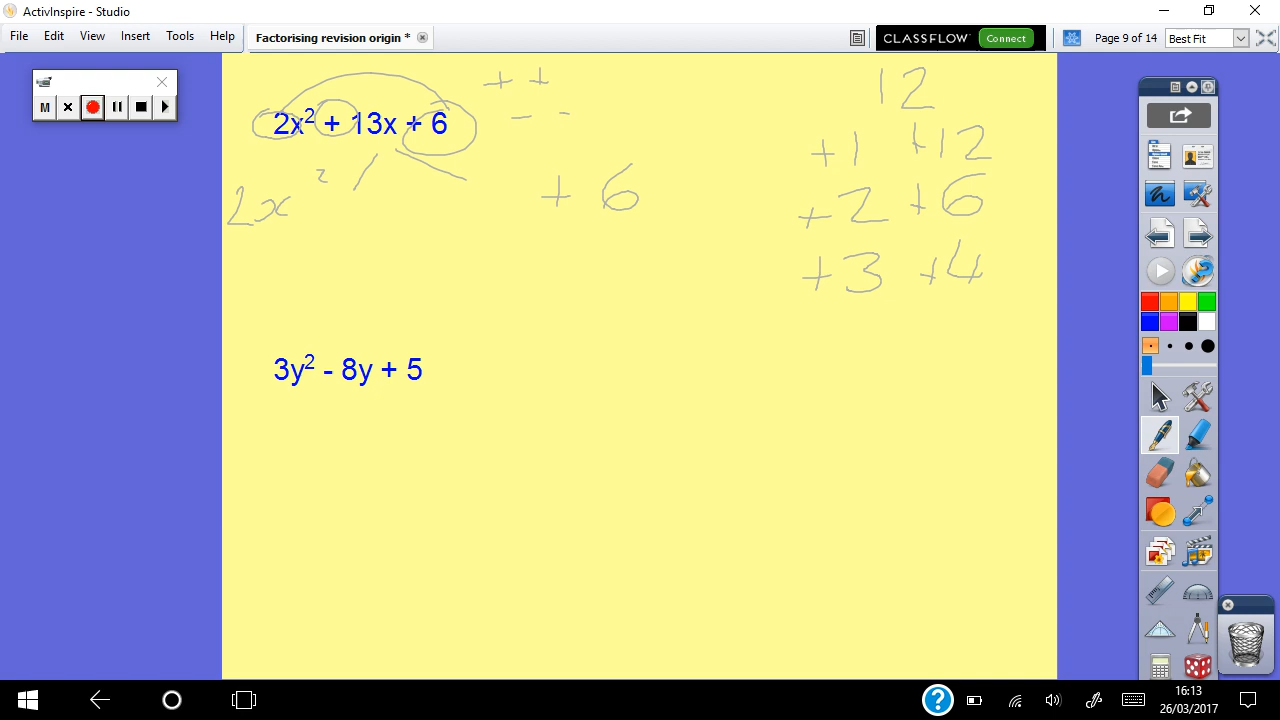 ActivInspire - Studio
File Edit View Insert Tools Help
Factorising revision origin *
CLASSFLOW Connect
Page 9 of 14
Best Fit
M
+ +
12
2x² + 13x + 6
- -
+1 +12
2x² + 6
+2 +6
+3 +4
3y² - 8y + 5
16:13
26/03/2017